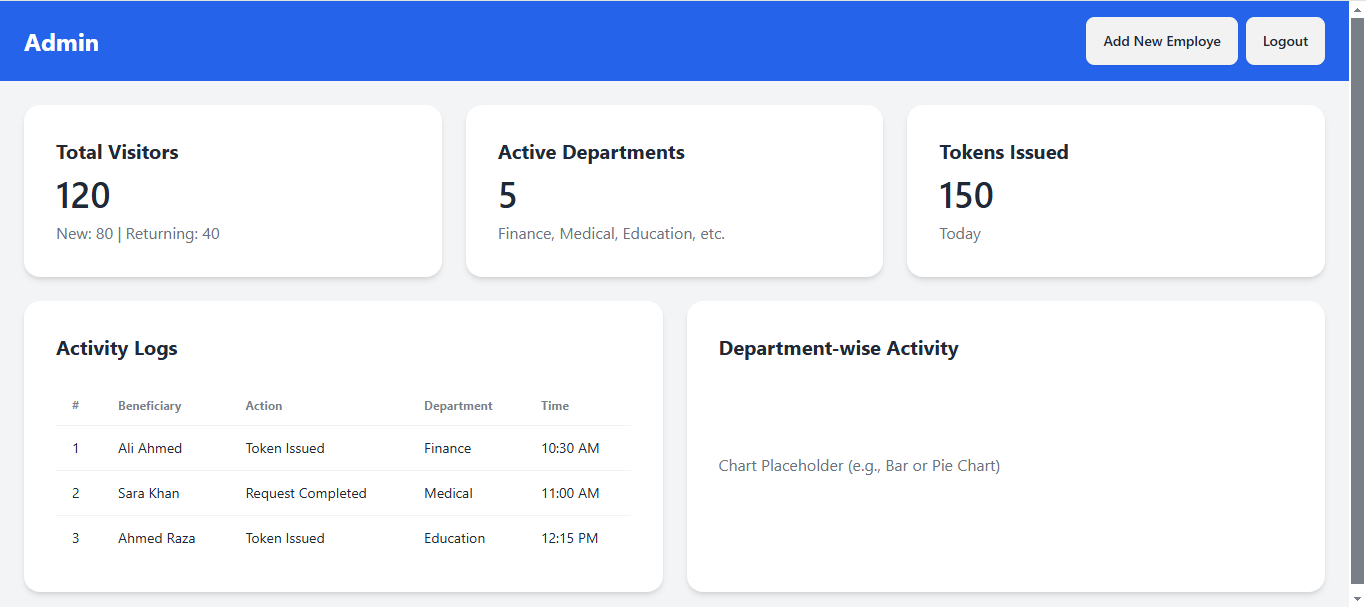 Admin
Add New Employe
Logout
Total Visitors
120
New: 80 | Returning: 40
Active Departments
5
Finance, Medical, Education, etc.
Tokens Issued
150
Today
Activity Logs
# Beneficiary Action Department Time
1 Ali Ahmed Token Issued Finance 10:30 AM
2 Sara Khan Request Completed Medical 11:00 AM
3 Ahmed Raza Token Issued Education 12:15 PM
Department-wise Activity
Chart Placeholder (e.g., Bar or Pie Chart)